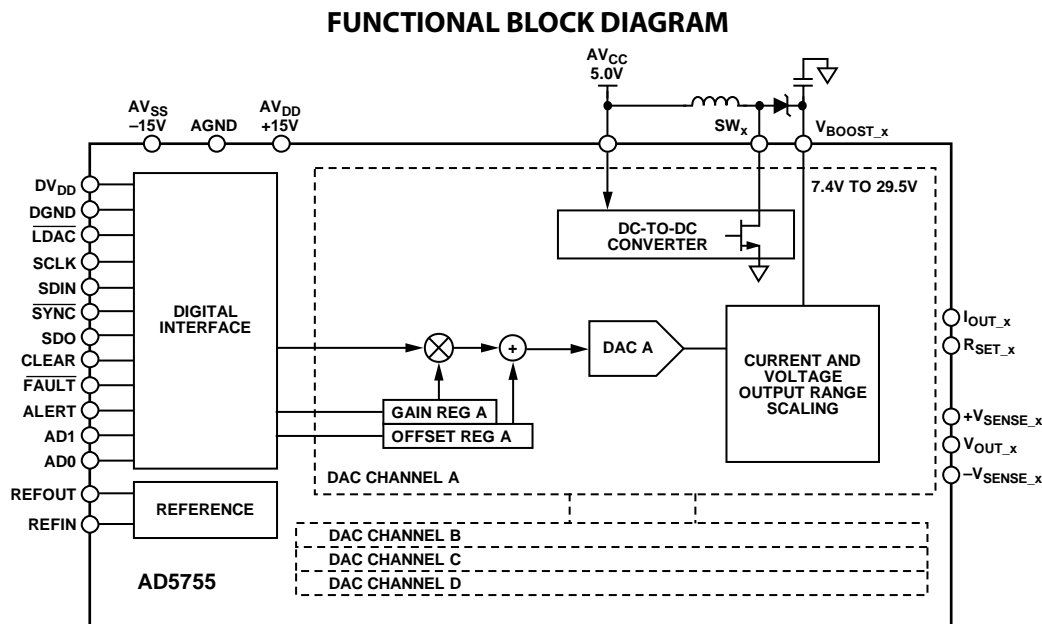 FUNCTIONAL BLOCK DIAGRAM
AVCC
5.0V
AVSS
–15V
AGND
AVDD
+15V
SWx
VBOOST_x
DVDD
DGND
LDAC
SCLK
SDIN
SYNC
SDO
CLEAR
FAULT
ALERT
AD1
AD0
REFOUT
REFIN
DIGITAL
INTERFACE
REFERENCE
7.4V TO 29.5V
DC-TO-DC
CONVERTER
+
DAC A
CURRENT AND
VOLTAGE
OUTPUT RANGE
SCALING
GAIN REG A
OFFSET REG A
DAC CHANNEL A
IOUT_x
RSET_x
+VSENSE_x
VOUT_x
–VSENSE_x
DAC CHANNEL B
DAC CHANNEL C
DAC CHANNEL D
AD5755